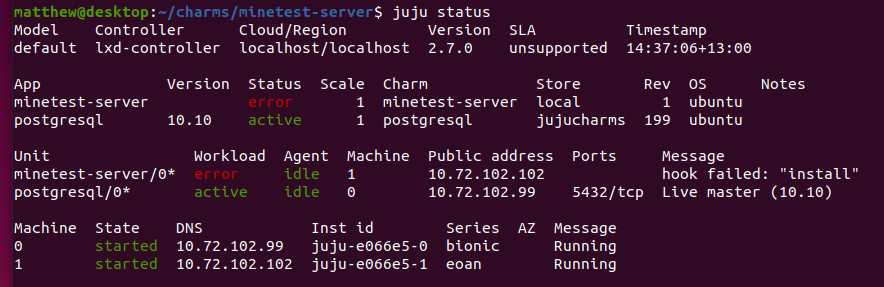 matthew@desktop:~/charms/minetest-server$ juju status
Model    Controller      Cloud/Region         Version  SLA          Timestamp
default  lxd-controller  localhost/localhost  2.7.0    unsupported  14:37:06+13:00
App              Version  Status  Scale  Charm            Store       Rev  OS      Notes
minetest-server           error       1  minetest-server  local         1  ubuntu
postgresql       10.10    active      1  postgresql       jujucharms  199  ubuntu
Unit                Workload  Agent  Machine  Public address  Ports     Message
minetest-server/0*  error     idle   1        10.72.102.102             hook failed: "install"
postgresql/0*       active    idle   0        10.72.102.99    5432/tcp  Live master (10.10)
Machine  State    DNS            Inst id        Series  AZ  Message
0        started  10.72.102.99   juju-e066e5-0  bionic      Running
1        started  10.72.102.102  juju-e066e5-1  eoan        Running